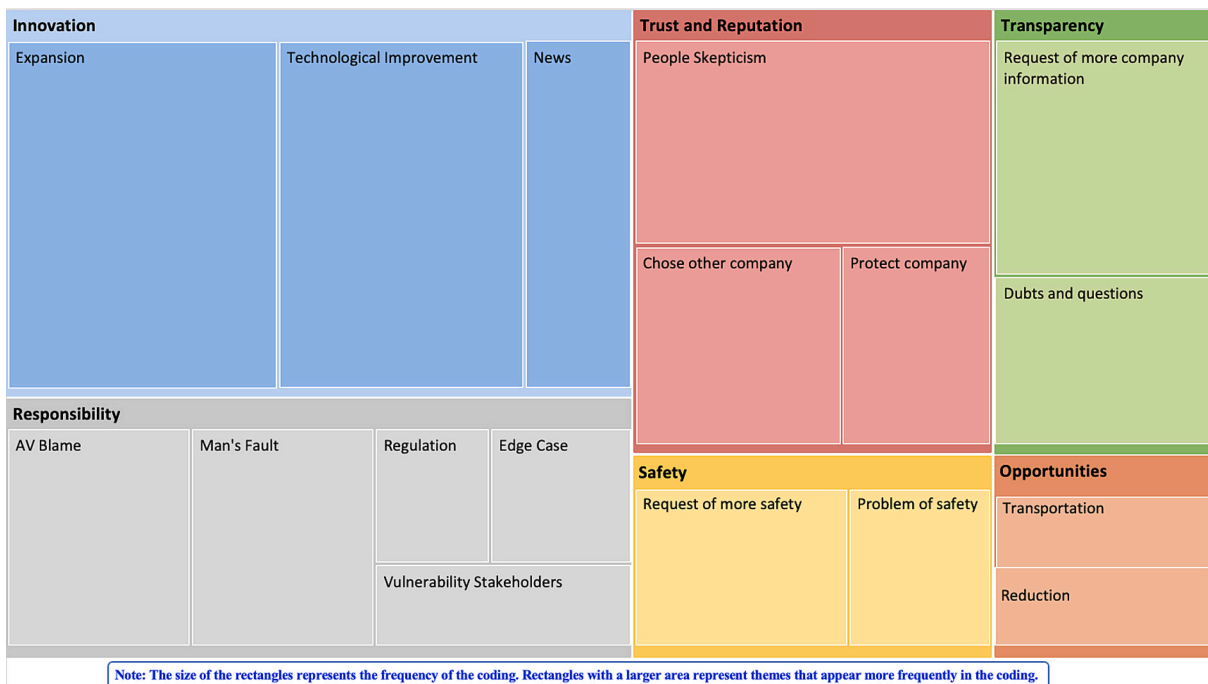 Innovation
Expansion
Technological Improvement
News
Trust and Reputation
People Skepticism
Chose other company
Protect company
Transparency
Request of more company
information
Dubts and questions
Responsibility
AV Blame
Man's Fault
Regulation
Edge Case
Vulnerability Stakeholders
Safety
Request of more safety
Problem of safety
Opportunities
Transportation
Reduction
Note: The size of the rectangles represents the frequency of the coding. Rectangles with a larger area represent themes that appear more frequently in the coding.